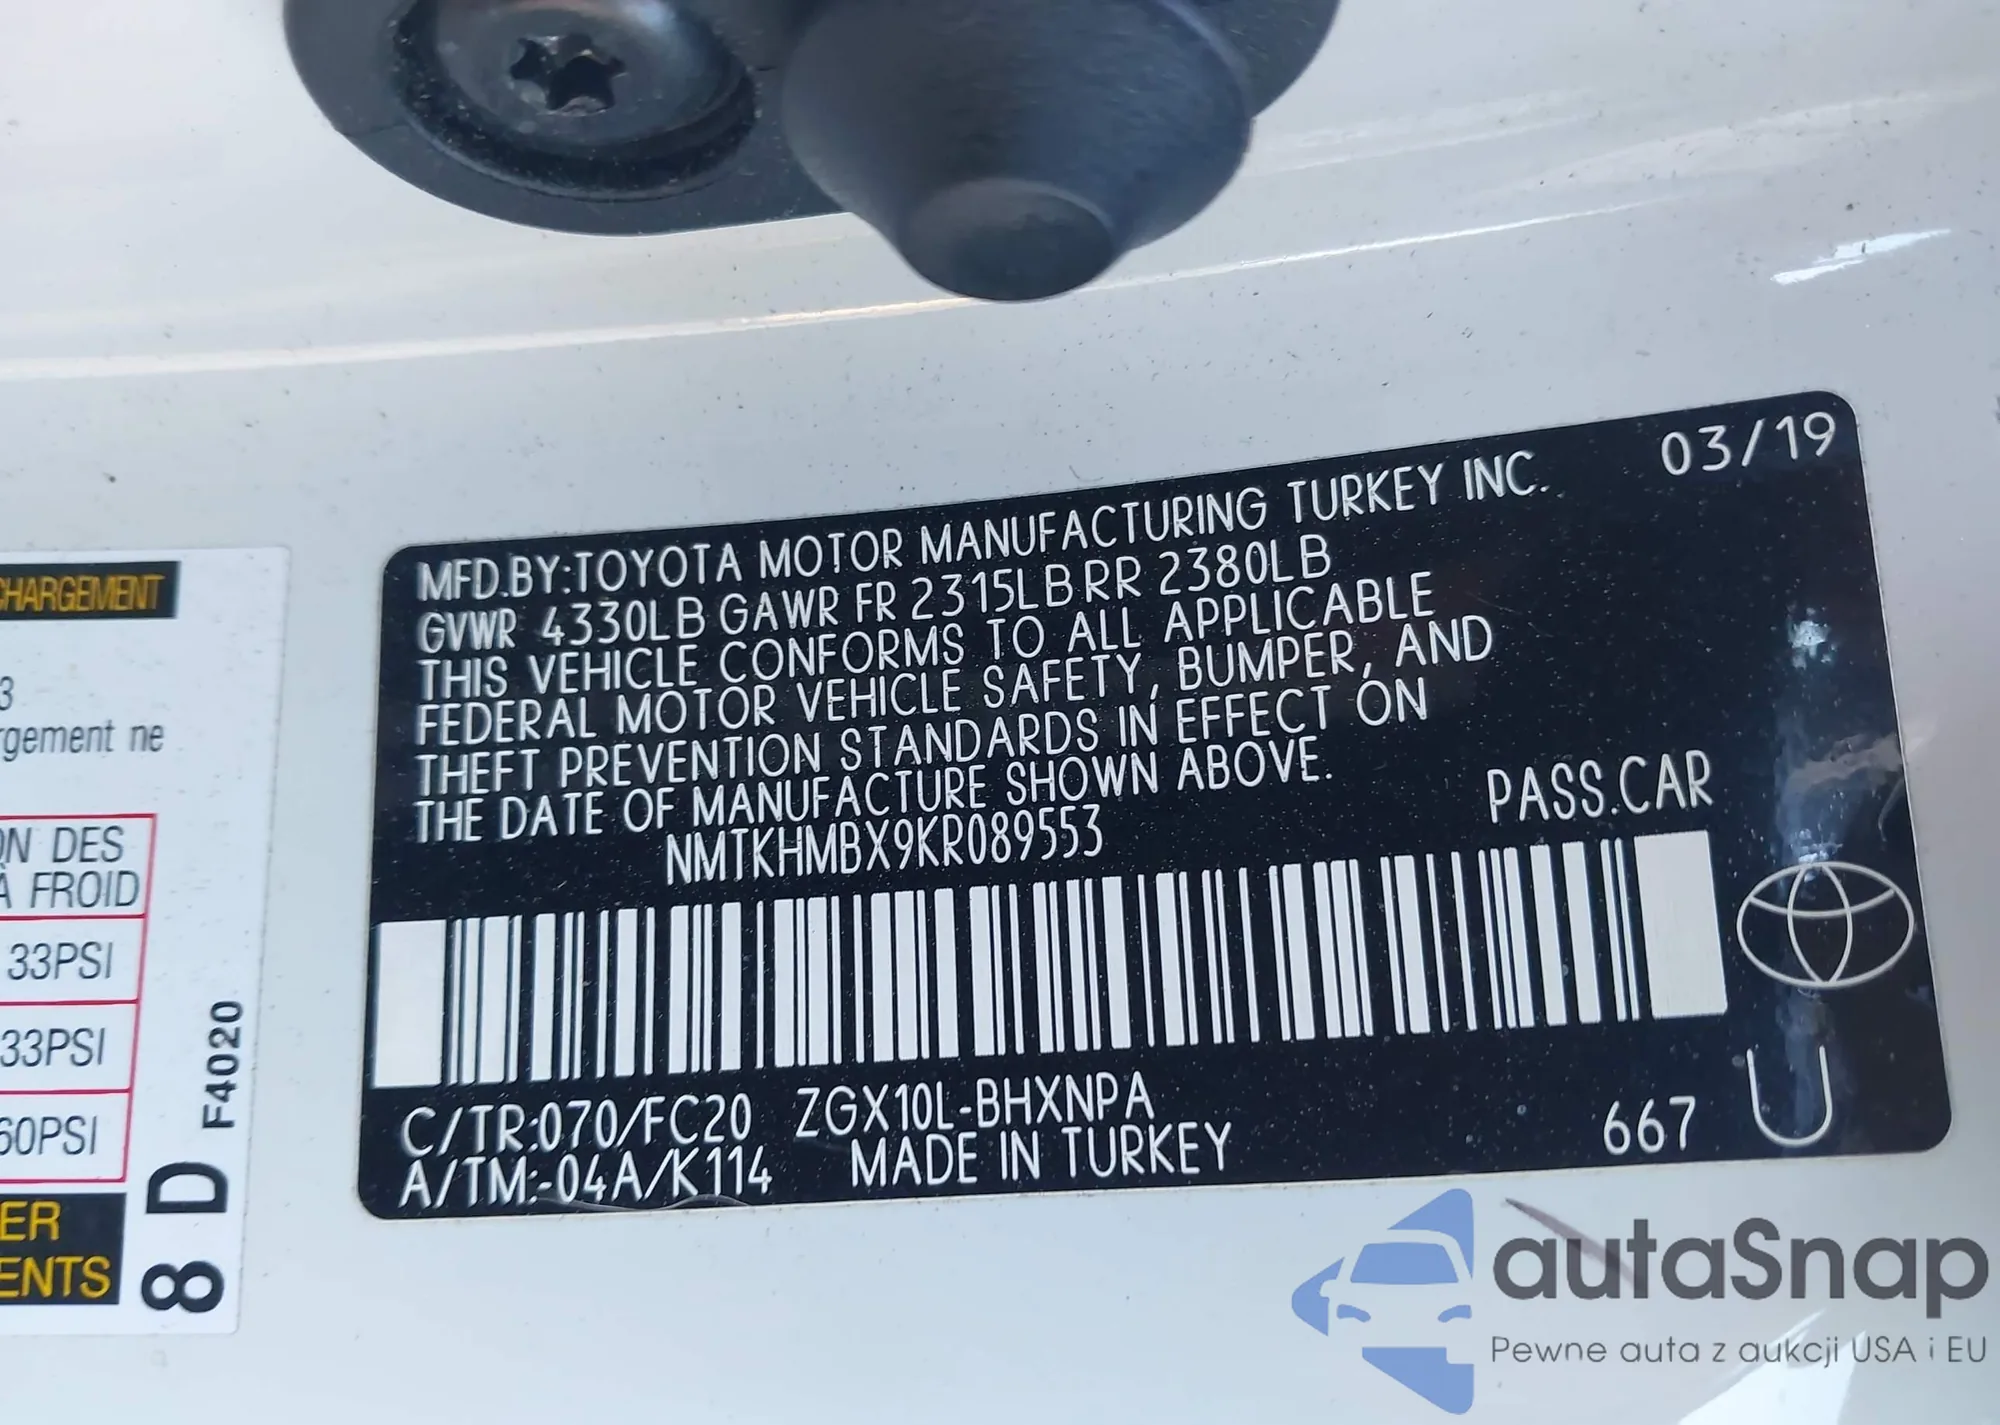 CHARGEMENT
3
rgement ne
ON DES
À FROID
33PSI
33PSI
60PSI
ER
ENTS
8 D F4020
03/19
MFD.BY:TOYOTA MOTOR MANUFACTURING TURKEY INC.
GVWR 4330LB GAWR FR 2315LB RR 2380LB
THIS VEHICLE CONFORMS TO ALL APPLICABLE
FEDERAL MOTOR VEHICLE SAFETY, BUMPER, AND
THEFT PREVENTION STANDARDS IN EFFECT ON
THE DATE OF MANUFACTURE SHOWN ABOVE.
NMTKHMBX9KR089553
PASS.CAR
C/TR:070/FC20 ZGX10L-BHXNPA
A/TM:-04A/K114 MADE IN TURKEY
667 U
autaSnap
Pewne auta z aukcji USA i EU